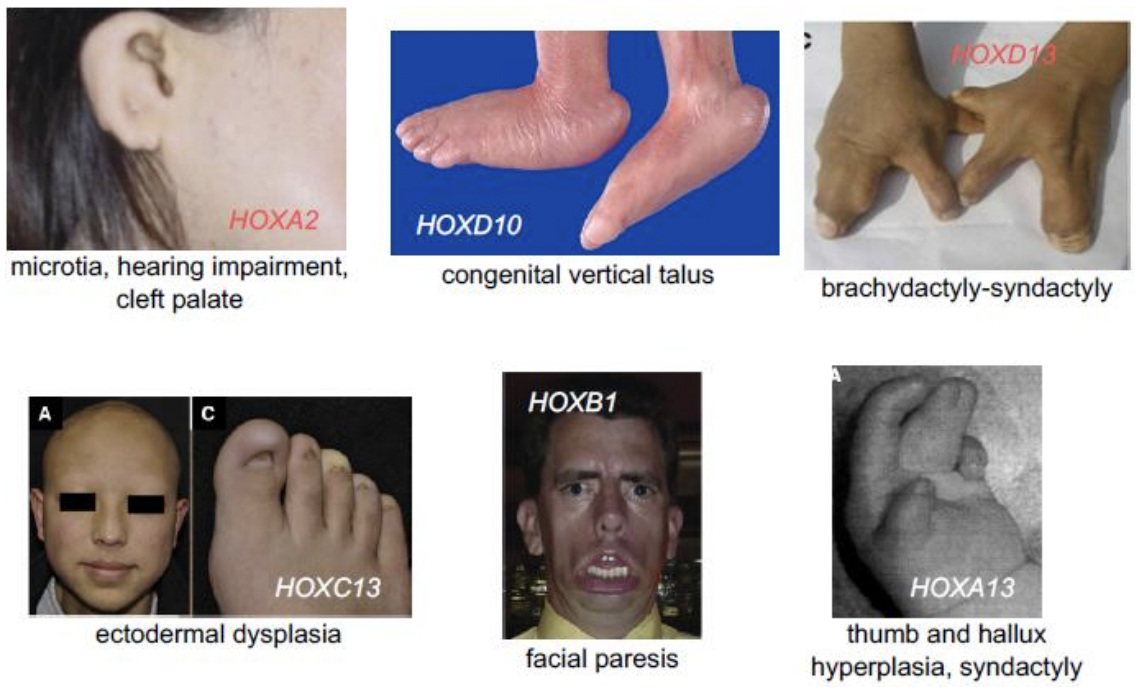 HOXA2
microtia, hearing impairment,
cleft palate
HOXD10
congenital vertical talus
C
HOXD13
brachydactyly-syndactyly
A
C
HOXC13
ectodermal dysplasia
HOXB1
facial paresis
A
HOXA13
thumb and hallux
hyperplasia, syndactyly